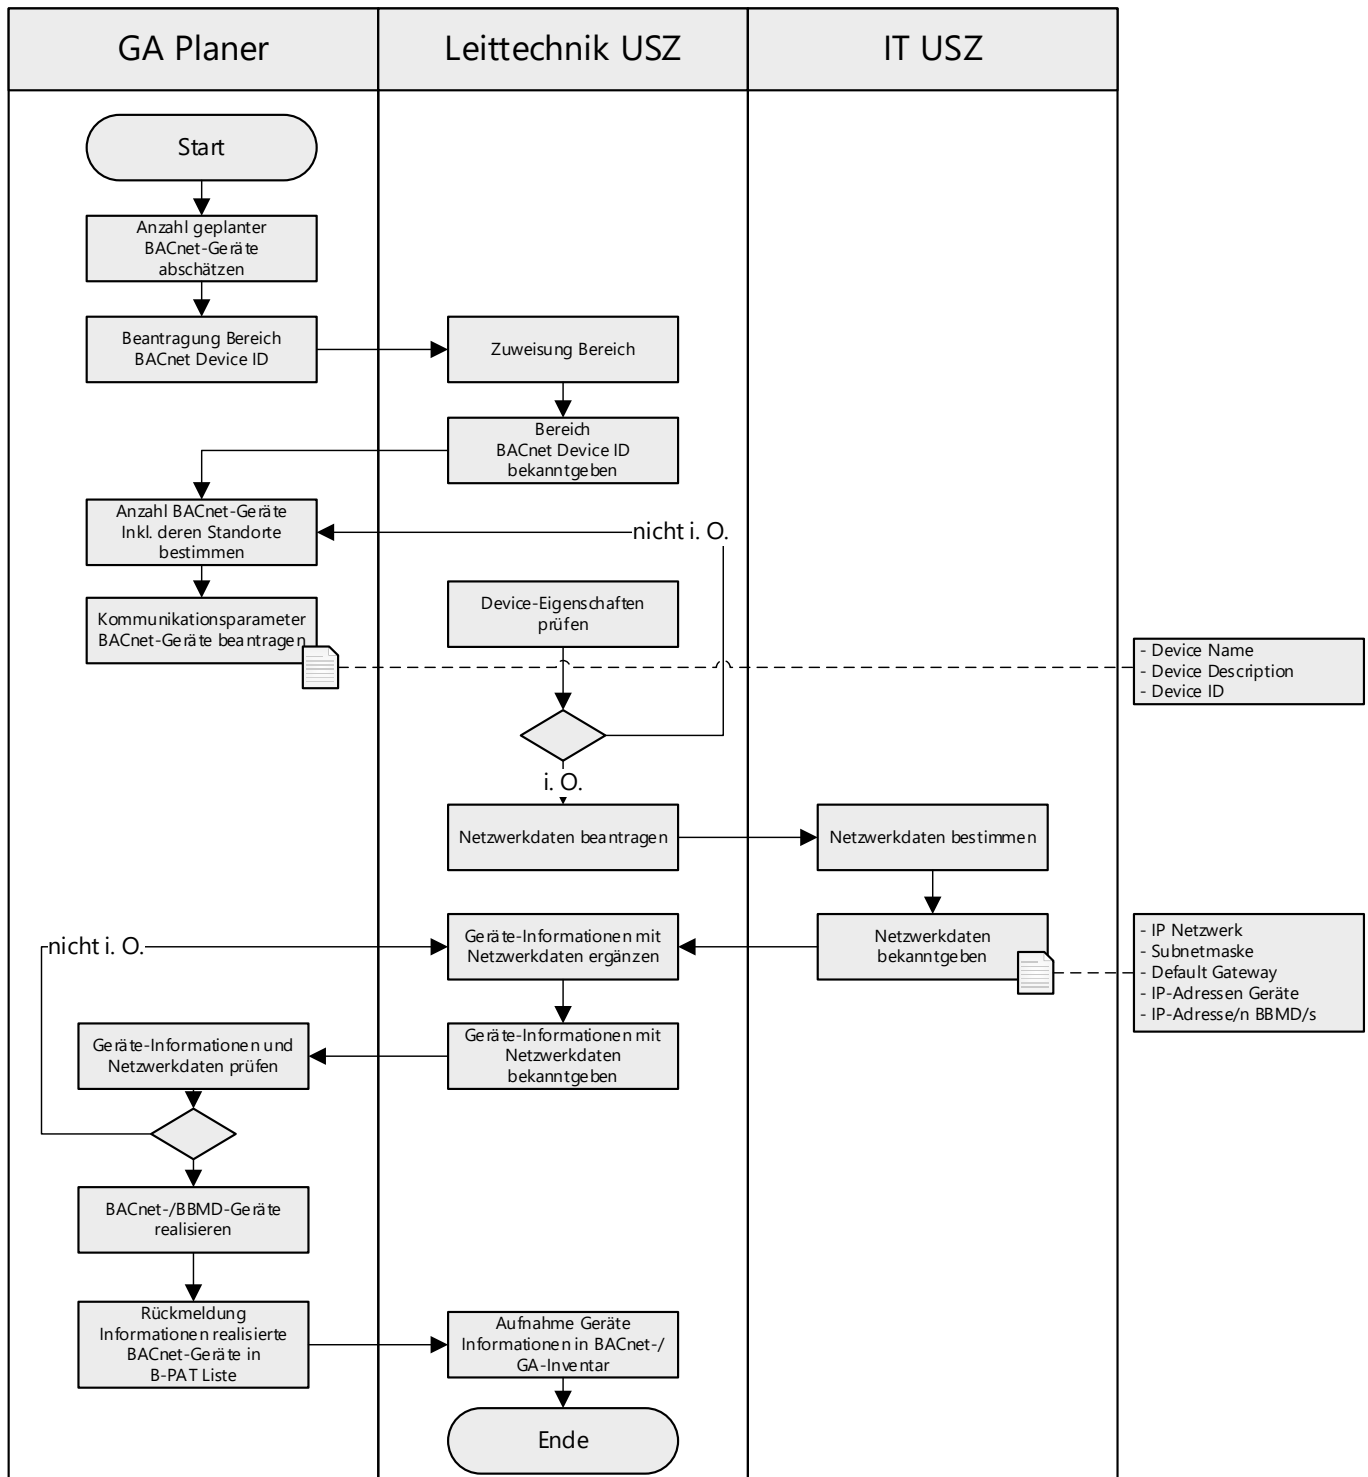 GA Planer
Leittechnik USZ
IT USZ
Start
Anzahl geplanter
BACnet-Geräte
abschätzen
Beantragung Bereich
BACnet Device ID
Zuweisung Bereich
Bereich
BACnet Device ID
bekanntgeben
Anzahl BACnet-Geräte
Inkl. deren Standorte
bestimmen
nicht i. O.
Kommunikationsparameter
BACnet-Geräte beantragen
Device-Eigenschaften
prüfen
- Device Name
- Device Description
- Device ID
i. O.
Netzwerkdaten beantragen
Netzwerkdaten bestimmen
nicht i. O.
Geräte-Informationen mit
Netzwerkdaten ergänzen
Netzwerkdaten
bekanntgeben
- IP Netzwerk
- Subnetmaske
- Default Gateway
- IP-Adressen Geräte
- IP-Adresse/n BBMD/s
Geräte-Informationen und
Netzwerkdaten prüfen
Geräte-Informationen mit
Netzwerkdaten
bekanntgeben
BACnet-/BBMD-Geräte
realisieren
Rückmeldung
Informationen realisierte
BACnet-Geräte in
B-PAT Liste
Aufnahme Geräte
Informationen in BACnet-/
GA-Inventar
Ende